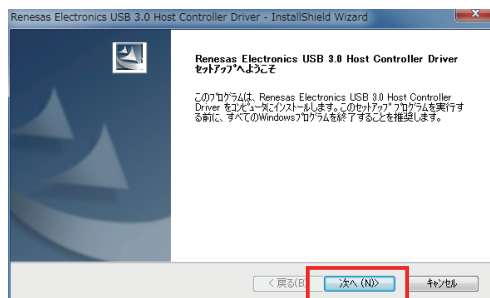 Renesas Electronics USB 3.0 Host Controller Driver - InstallShield Wizard
Renesas Electronics USB 3.0 Host Controller Driver
セットアップへようこそ
このプログラムは、Renesas Electronics USB 3.0 Host Controller
Driver をコンピュータにインストールします。このセットアップ プログラムを実行す
る前に、すべてのWindowsプログラムを終了することを推奨します。
< 戻る(B)
次へ (N)>
キャンセル